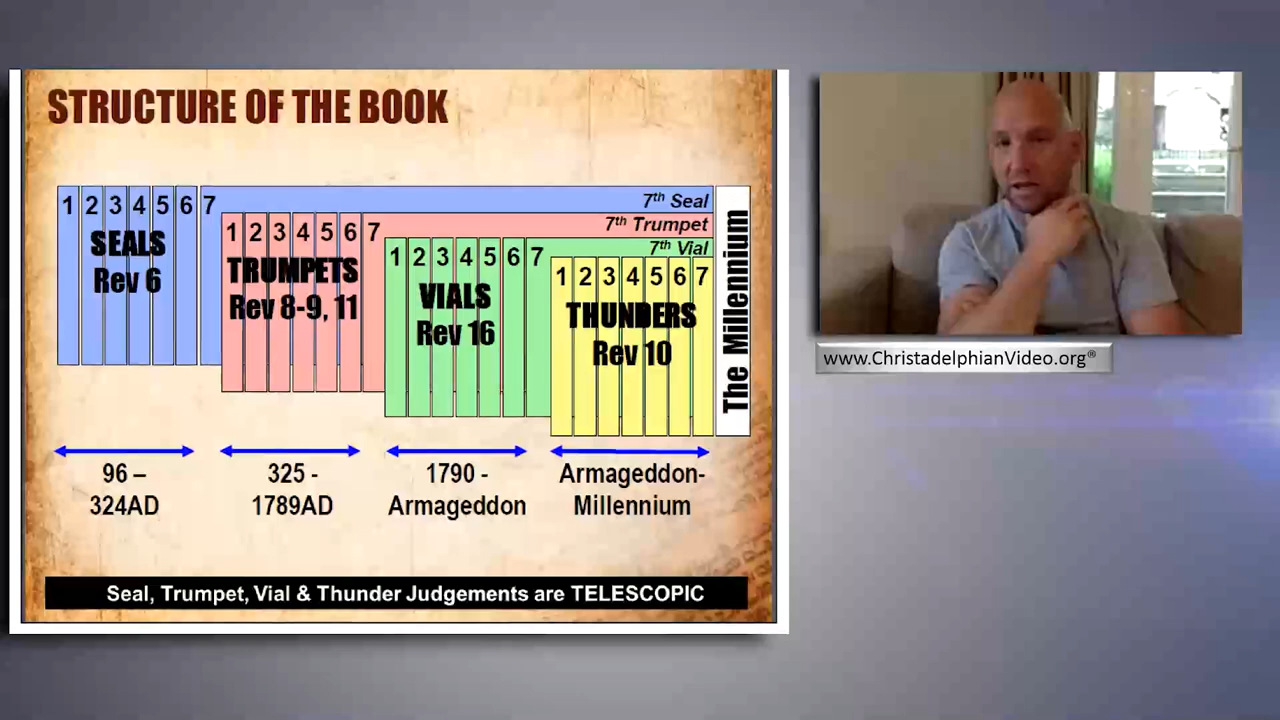 STRUCTURE OF THE BOOK
1 2 3 4 5 6 7
SEALS
Rev 6
7th Seal
1 2 3 4 5 6 7
TRUMPETS
Rev 8-9, 11
7th Trumpet
1 2 3 4 5 6 7
VIALS
Rev 16
7th Vial
1 2 3 4 5 6 7
THUNDERS
Rev 10
The Millennium
96 –
324AD
325 -
1789AD
1790 -
Armageddon
Armageddon-
Millennium
Seal, Trumpet, Vial & Thunder Judgements are TELESCOPIC
www.ChristadelphianVideo.org®